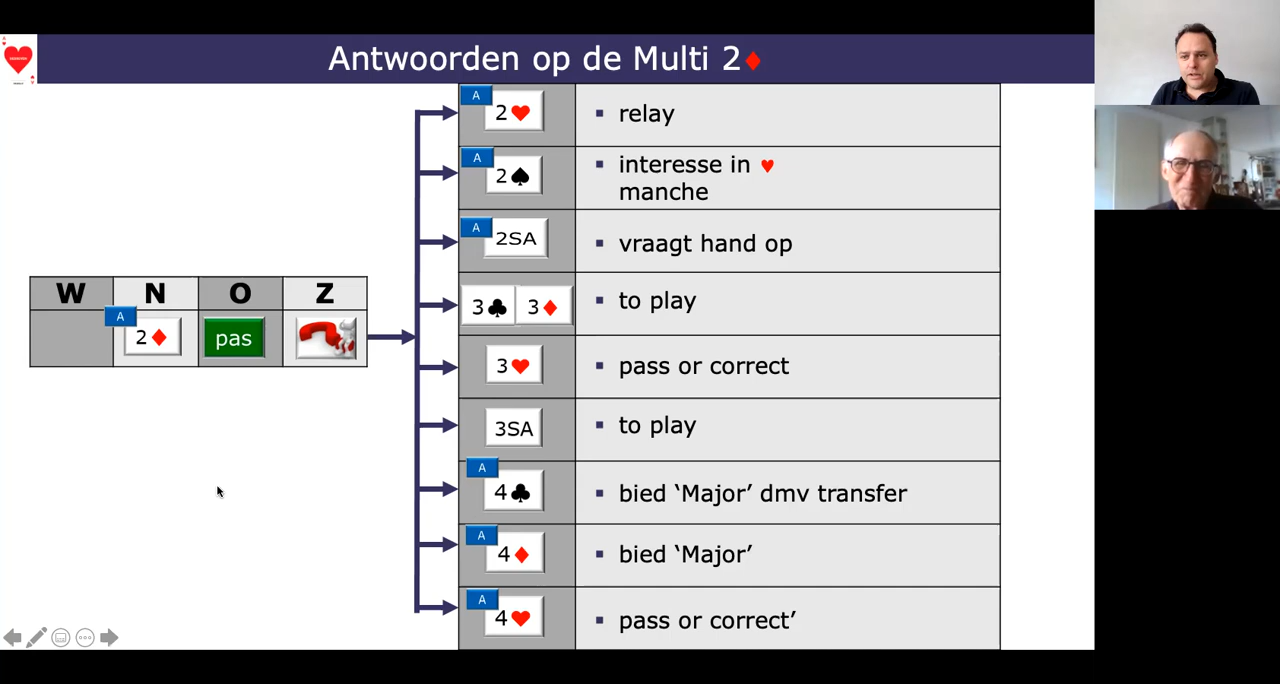 Antwoorden op de Multi 2♦
A
2♥
relay
A
2♠
interesse in ♥
manche
A
2SA
vraagt hand op
3♣ 3♦
to play
W N O Z
A
2♦ pas
3♥
pass or correct
3SA
to play
A
4♣
bied ‘Major’ dmv transfer
A
4♦
bied ‘Major’
A
4♥
pass or correct’